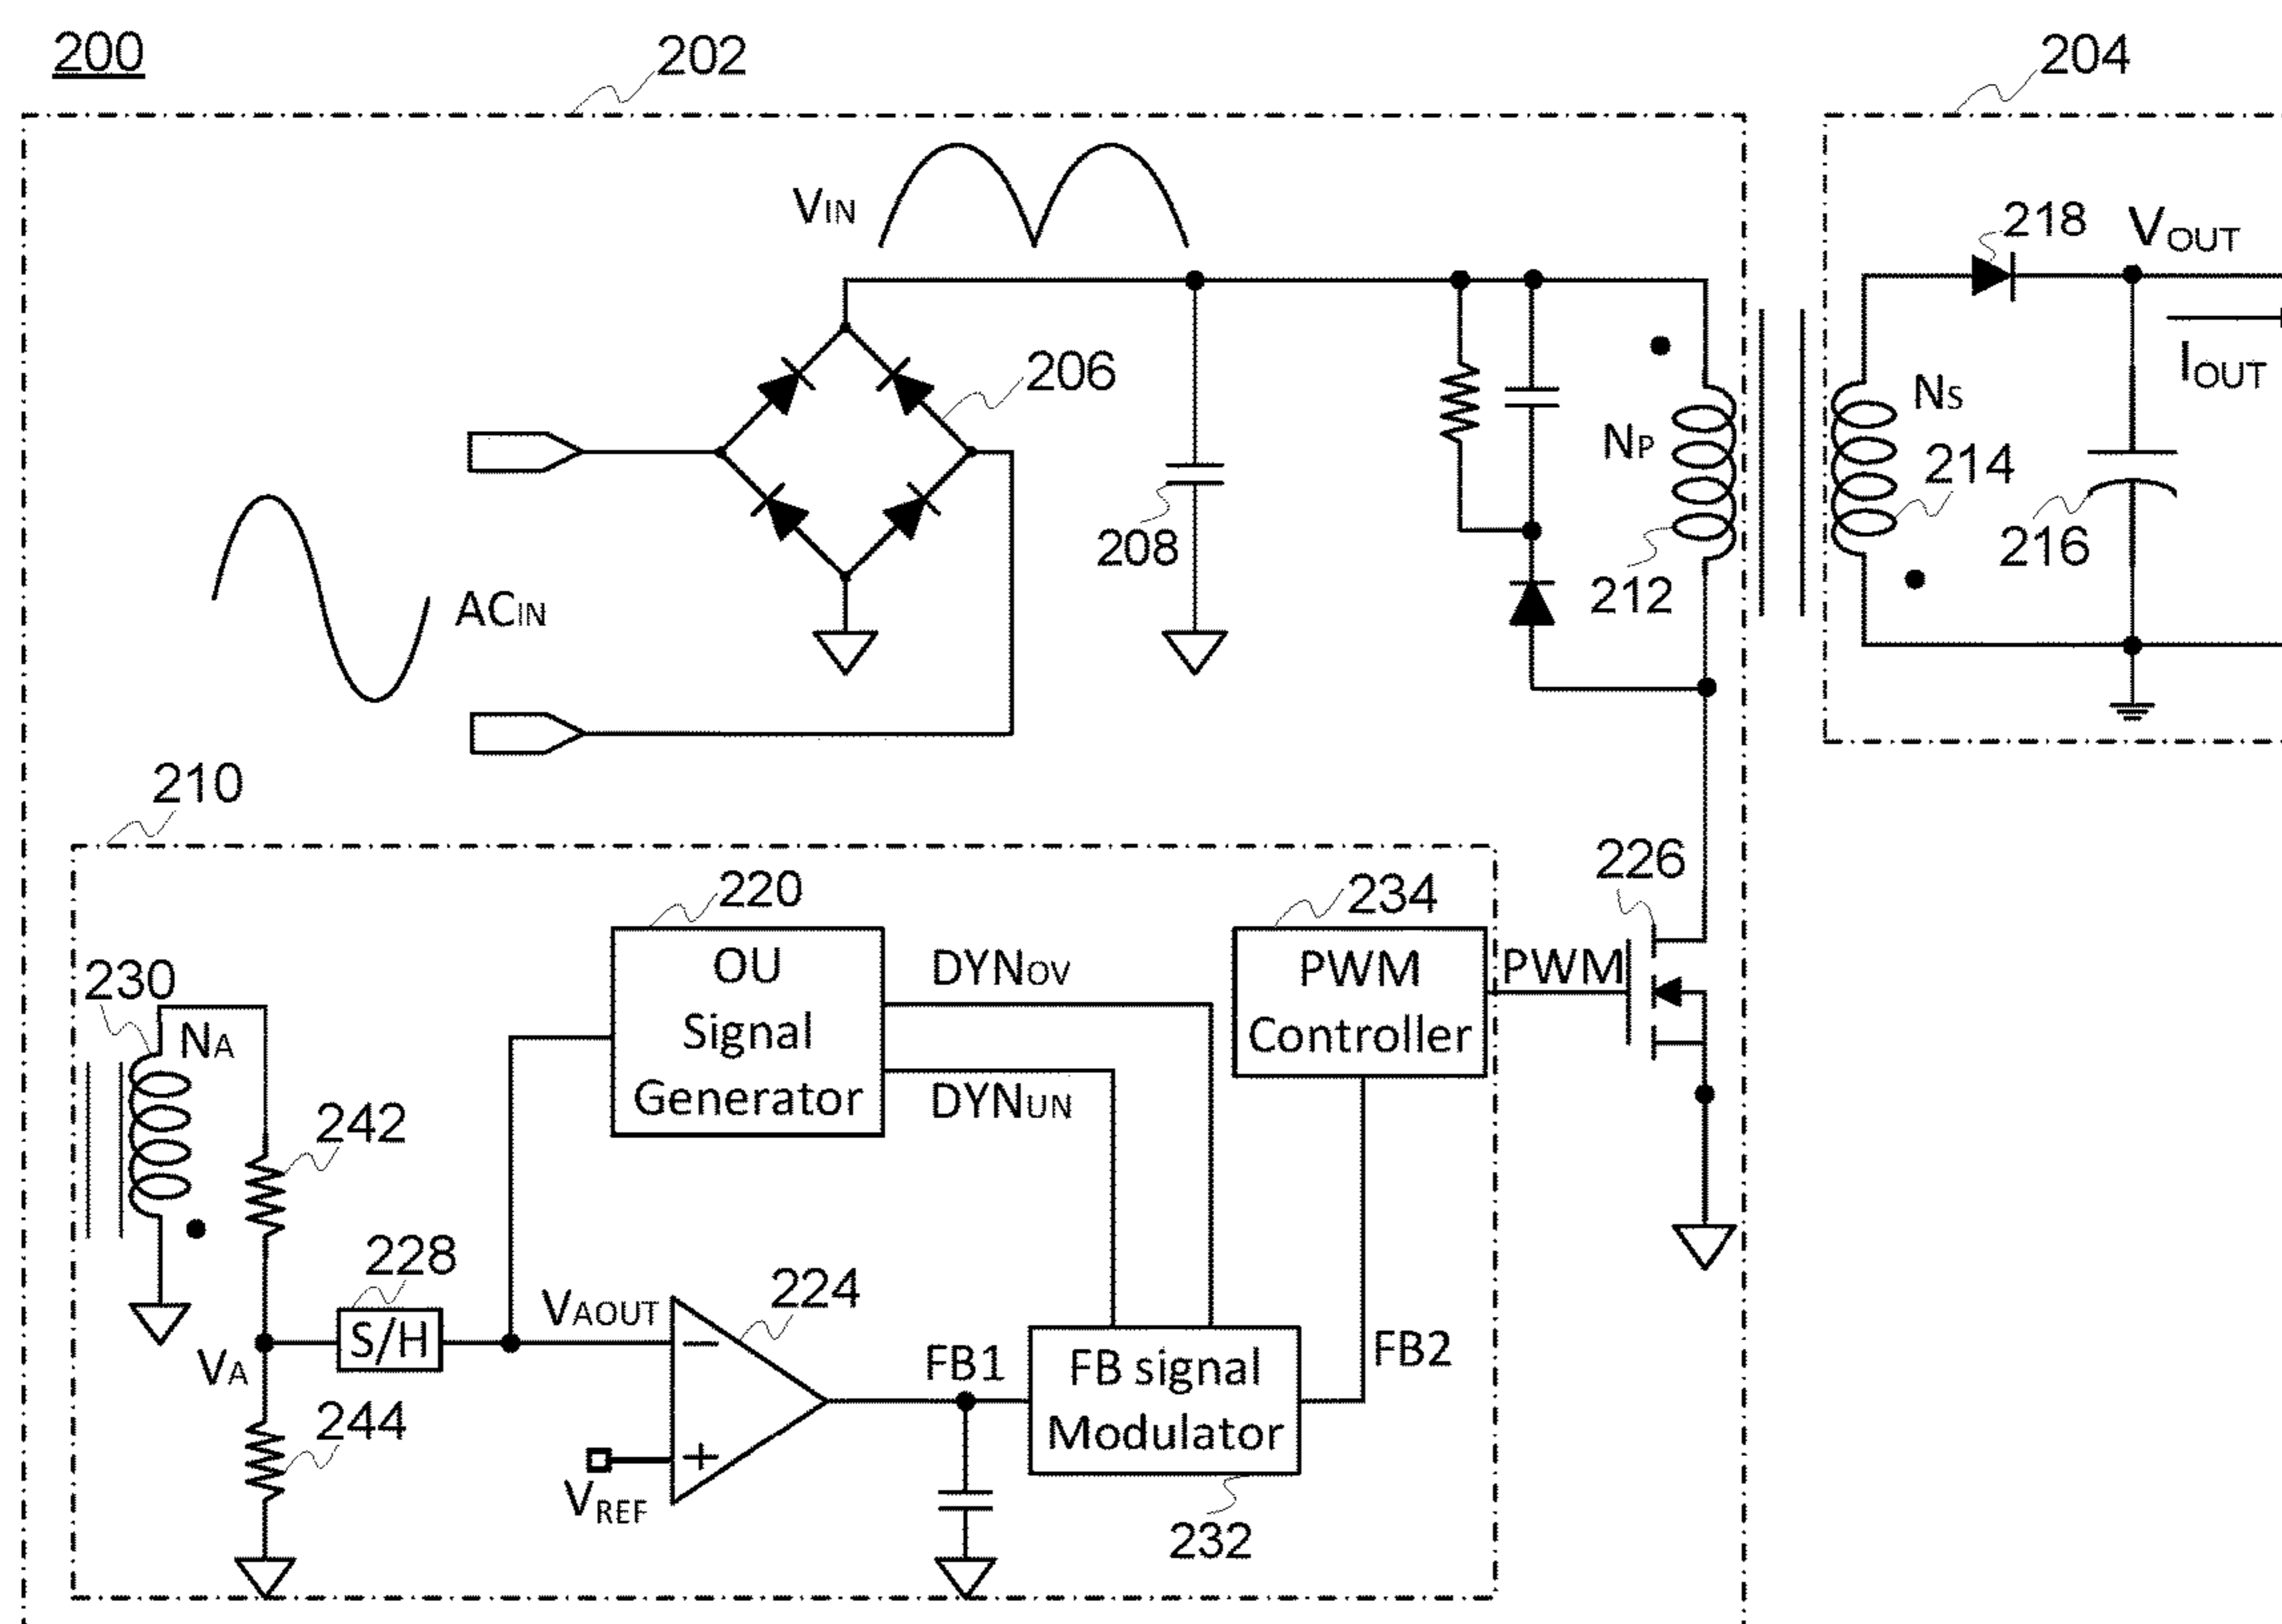 200
202
204
VIN
218
VOUT
206
IOUT
NS
NP
214
208
216
212
ACIN
210
226
220
234
OU
Signal
Generator
DYNOV
DYNUN
PWM
Controller
PWM
230
NA
242
228
224
VAOUT
S/H
VA
FB1
FB signal
Modulator
FB2
244
−
+
VREF
232